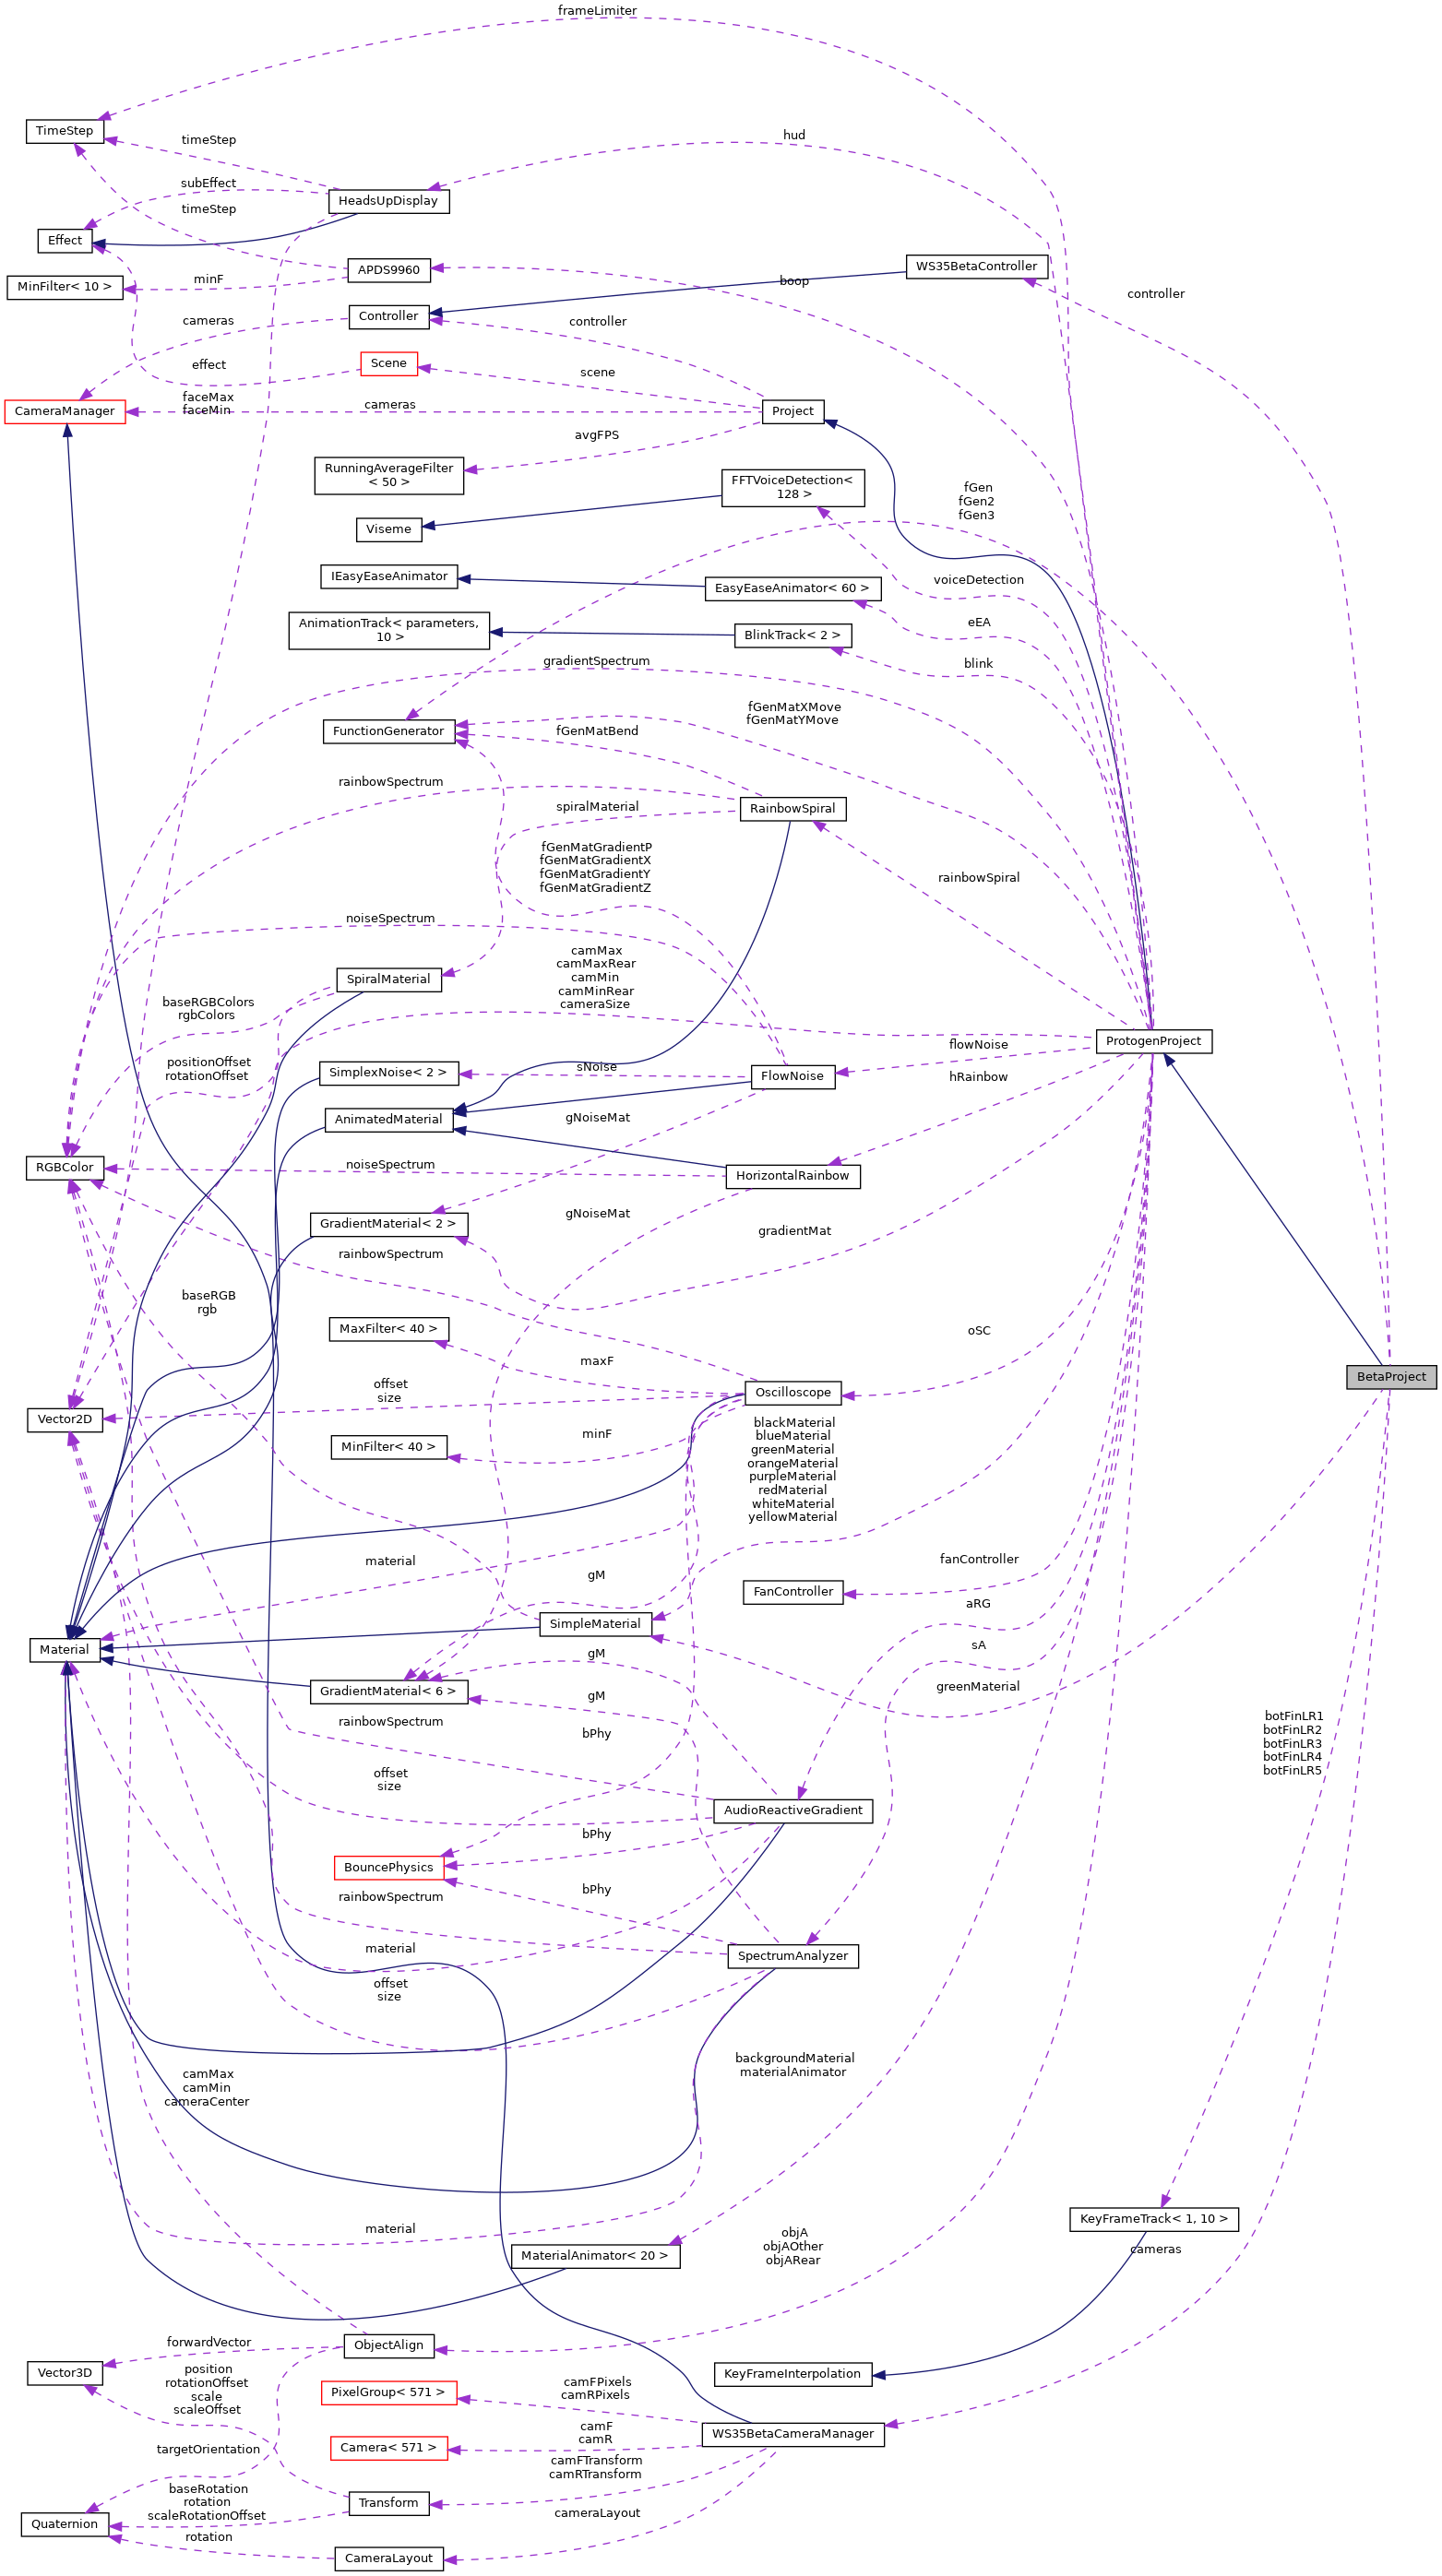 frameLimiter
TimeStep
hud
timeStep
subEffect
HeadsUpDisplay
timeStep
Effect
APDS9960
WS35BetaController
minF
MinFilter< 10 >
boop
controller
Controller
cameras
controller
Scene
effect
scene
faceMax
faceMin
CameraManager
cameras
Project
avgFPS
RunningAverageFilter
< 50 >
FFTVoiceDetection<
128 >
fGen
fGen2
fGen3
Viseme
IEasyEaseAnimator
EasyEaseAnimator< 60 >
voiceDetection
AnimationTrack< parameters,
10 >
BlinkTrack< 2 >
eEA
gradientSpectrum
blink
fGenMatXMove
fGenMatYMove
FunctionGenerator
fGenMatBend
rainbowSpectrum
spiralMaterial
RainbowSpiral
fGenMatGradientP
fGenMatGradientX
fGenMatGradientY
fGenMatGradientZ
rainbowSpiral
noiseSpectrum
camMax
camMaxRear
camMin
camMinRear
cameraSize
SpiralMaterial
baseRGBColors
rgbColors
ProtogenProject
positionOffset
rotationOffset
SimplexNoise< 2 >
sNoise
FlowNoise
flowNoise
hRainbow
AnimatedMaterial
gNoiseMat
RGBColor
noiseSpectrum
HorizontalRainbow
GradientMaterial< 2 >
gNoiseMat
gradientMat
rainbowSpectrum
baseRGB
rgb
MaxFilter< 40 >
oSC
maxF
BetaProject
offset
size
Oscilloscope
Vector2D
MinFilter< 40 >
minF
blackMaterial
blueMaterial
greenMaterial
orangeMaterial
purpleMaterial
redMaterial
whiteMaterial
yellowMaterial
material
gM
FanController
fanController
aRG
SimpleMaterial
Material
gM
sA
GradientMaterial< 6 >
gM
greenMaterial
rainbowSpectrum
bPhy
botFinLR1
botFinLR2
botFinLR3
botFinLR4
botFinLR5
offset
size
AudioReactiveGradient
bPhy
BouncePhysics
bPhy
rainbowSpectrum
material
SpectrumAnalyzer
offset
size
camMax
camMin
cameraCenter
backgroundMaterial
materialAnimator
material
MaterialAnimator< 20 >
objA
objAOther
objARear
KeyFrameTrack< 1, 10 >
cameras
forwardVector
ObjectAlign
Vector3D
position
rotationOffset
scale
scaleOffset
KeyFrameInterpolation
PixelGroup< 571 >
camFPixels
camRPixels
Camera< 571 >
camF
camR
WS35BetaCameraManager
targetOrientation
camFTransform
camRTransform
baseRotation
rotation
scaleRotationOffset
Transform
Quaternion
cameraLayout
rotation
CameraLayout